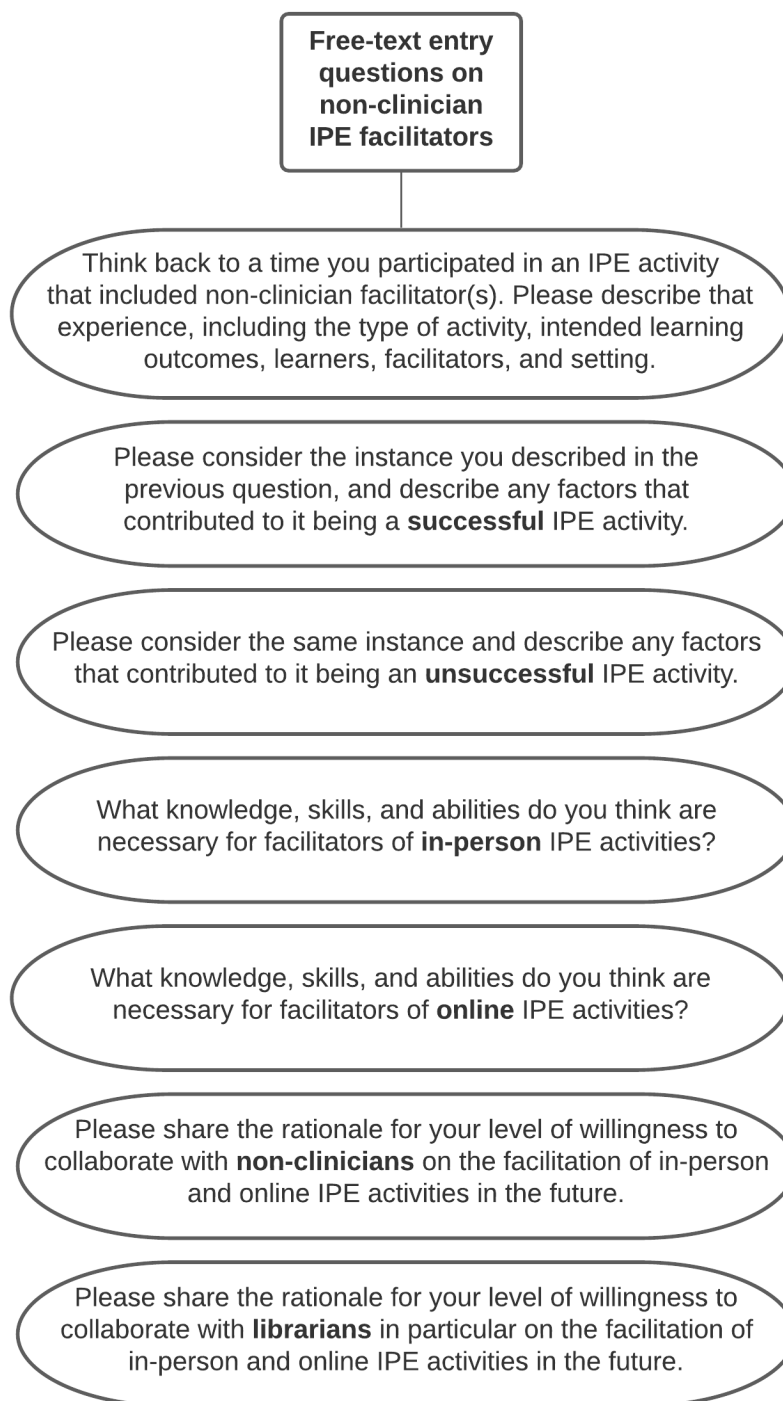 Free-text entry
questions on
non-clinician
IPE facilitators
Think back to a time you participated in an IPE activity
that included non-clinician facilitator(s). Please describe that
experience, including the type of activity, intended learning
outcomes, learners, facilitators, and setting.
Please consider the instance you described in the
previous question, and describe any factors that
contributed to it being a successful IPE activity.
Please consider the same instance and describe any factors
that contributed to it being an unsuccessful IPE activity.
What knowledge, skills, and abilities do you think are
necessary for facilitators of in-person IPE activities?
What knowledge, skills, and abilities do you think are
necessary for facilitators of online IPE activities?
Please share the rationale for your level of willingness to
collaborate with non-clinicians on the facilitation of in-person
and online IPE activities in the future.
Please share the rationale for your level of willingness to
collaborate with librarians in particular on the facilitation of
in-person and online IPE activities in the future.